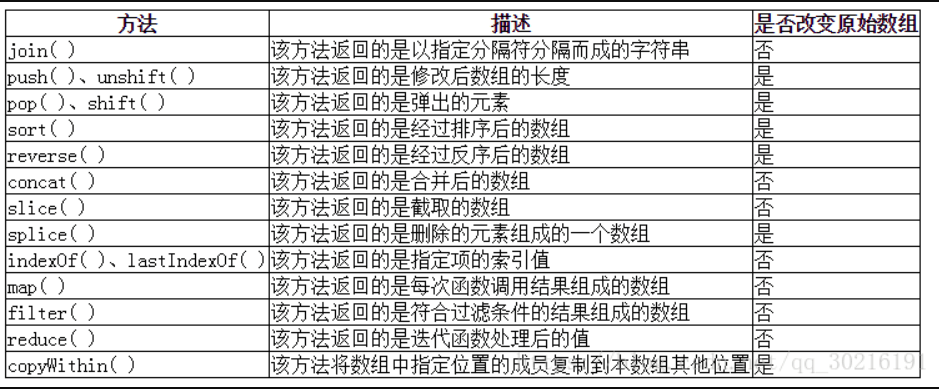 方法 描述 是否改变原始数组
join( ) 该方法返回的是以指定分隔符分隔而成的字符串 否
push( )、unshift( ) 该方法返回的是修改后数组的长度 是
pop( )、shift( ) 该方法返回的是弹出的元素 是
sort( ) 该方法返回的是经过排序后的数组 是
reverse( ) 该方法返回的是经过反序后的数组 是
concat( ) 该方法返回的是合并后的数组 否
slice( ) 该方法返回的是截取的数组 否
splice( ) 该方法返回的是删除的元素组成的一个数组 是
indexOf( )、lastIndexOf( ) 该方法返回的是指定项的索引值 否
map( ) 该方法返回的是每次函数调用结果组成的数组 否
filter( ) 该方法返回的是符合过滤条件的结果组成的数组 否
reduce( ) 该方法返回的是迭代函数处理后的值 否
copyWithin( ) 该方法将数组中指定位置的成员复制到本数组其他位置 是
/qq_30216191